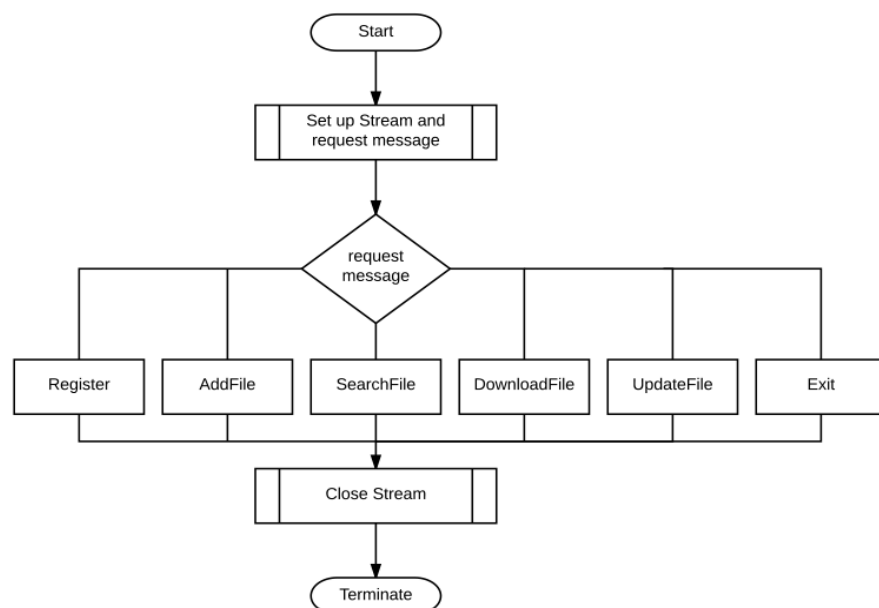 Start
Set up Stream and
request message
request
message
Register
AddFile
SearchFile
DownloadFile
UpdateFile
Exit
Close Stream
Terminate